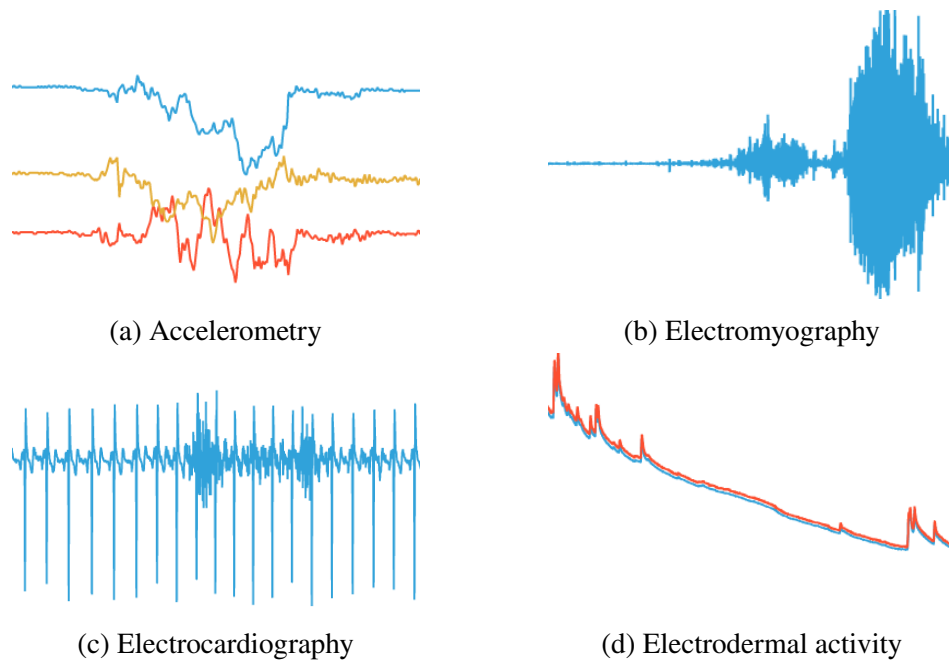 (a) Accelerometry
(b) Electromyography
(c) Electrocardiography
(d) Electrodermal activity